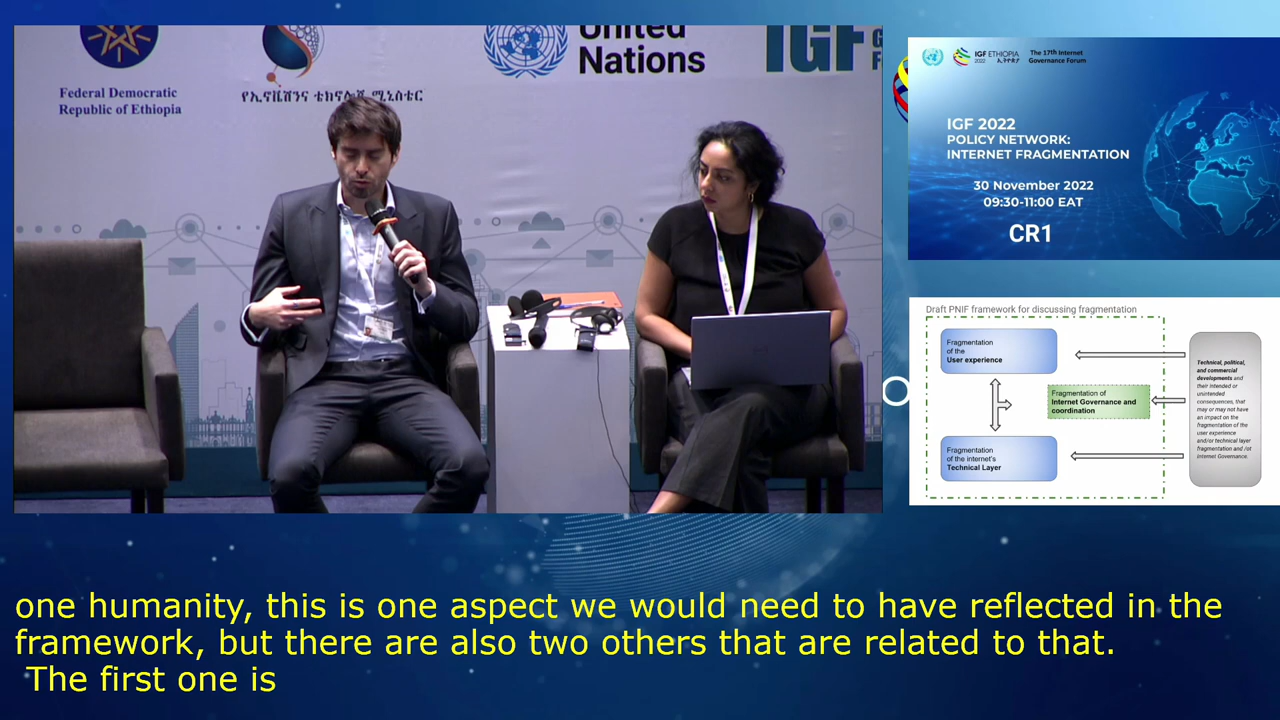 United
Nations
IGF
Federal Democratic
Republic of Ethiopia
የኢኖቬሽንና ቴክኖሎጂ ሚኒስቴር
IGF ETHIOPIA
2022 ኢትዮጵያ
The 17th Internet
Governance Forum
IGF 2022
POLICY NETWORK:
INTERNET FRAGMENTATION
30 November 2022
09:30-11:00 EAT
CR1
Draft PNIF framework for discussing fragmentation
Fragmentation
of the
User experience
Fragmentation of
Internet Governance and
coordination
Fragmentation
of the internet's
Technical Layer
Technical, political,
and commercial
developments and
their intended or
unintended
consequences, that
may or may not have
an impact on the
fragmentation of the
user experience
and/or technical layer
fragmentation and /or
Internet Governance.
one humanity, this is one aspect we would need to have reflected in the
framework, but there are also two others that are related to that.
The first one is